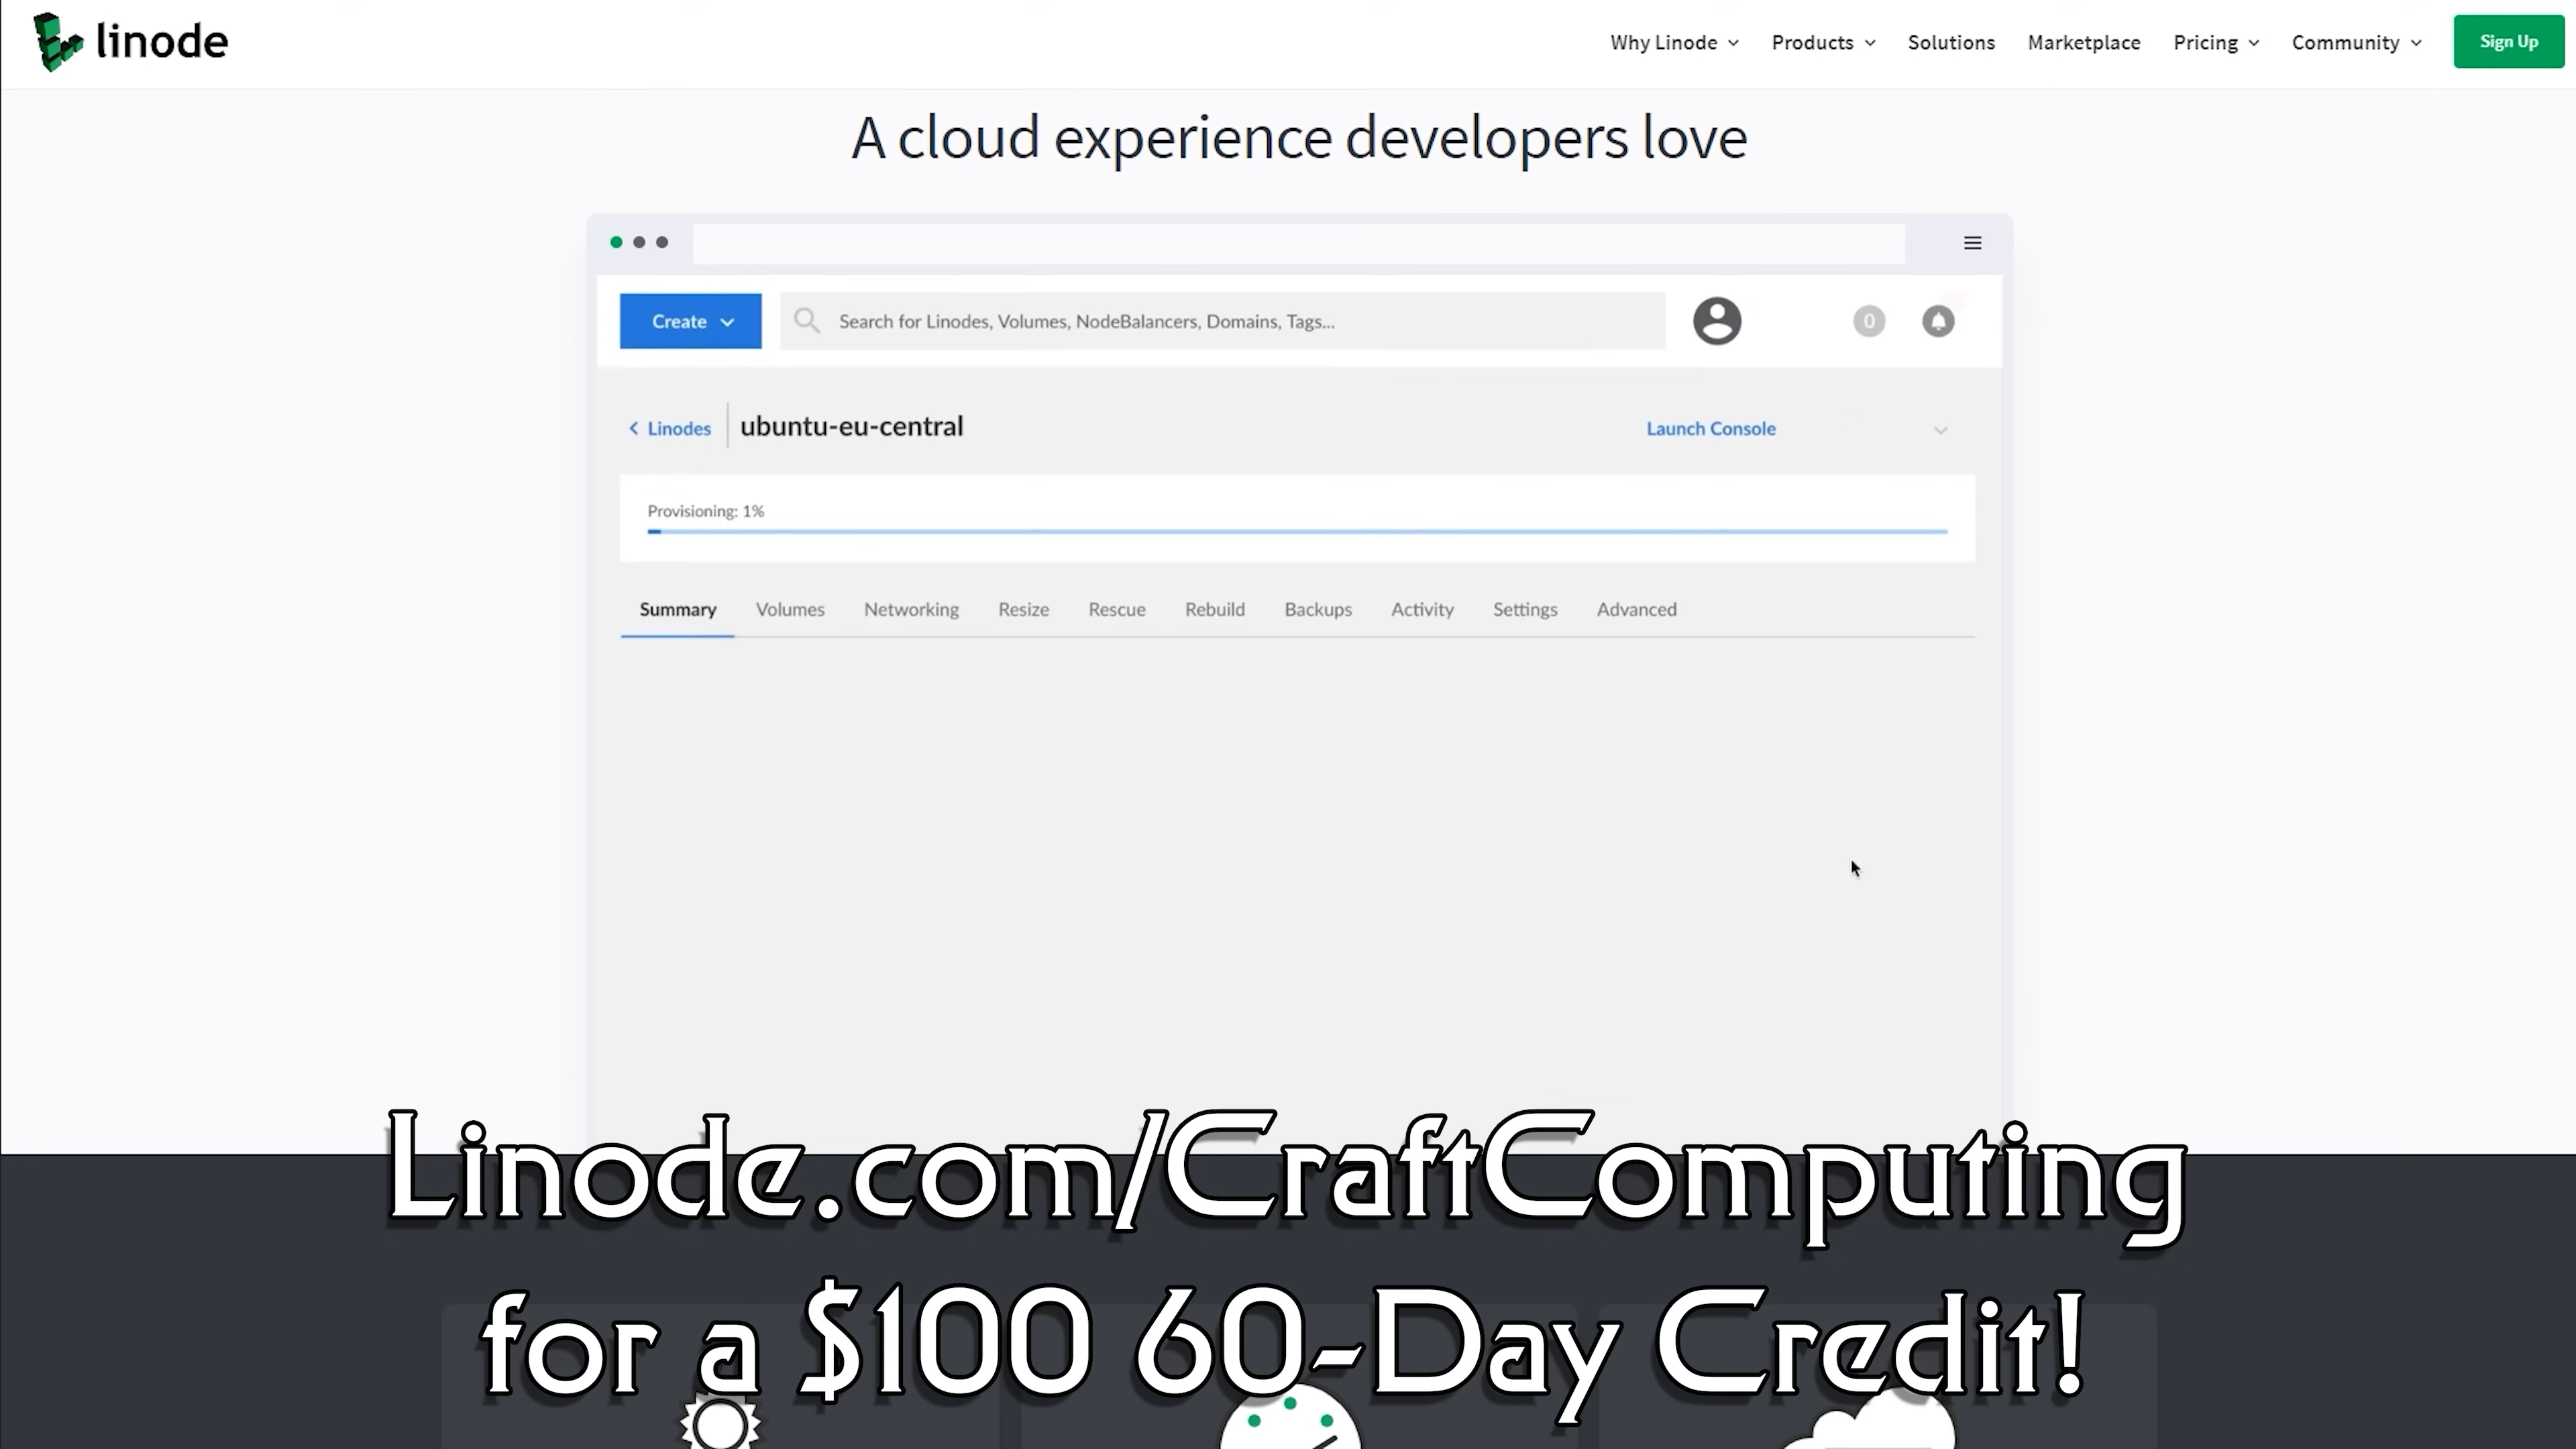 linode
Why Linode Products Solutions Marketplace Pricing Community Sign Up
A cloud experience developers love
Create Search for Linodes, Volumes, NodeBalancers, Domains, Tags... 0
Linodes ubuntu-eu-central Launch Console
Provisioning: 1%
Summary Volumes Networking Resize Rescue Rebuild Backups Activity Settings Advanced
Linode.com/CraftComputing
for a $100 60-Day Credit!